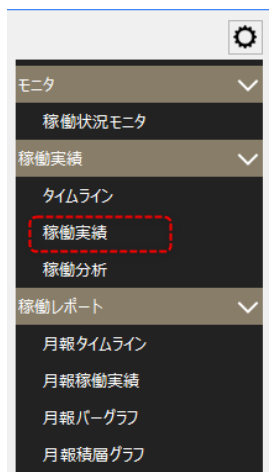 モニタ
稼働状況モニタ
稼働実績
タイムライン
稼働実績
稼働分析
稼働レポート
月報タイムライン
月報稼働実績
月報バーグラフ
月報積層グラフ